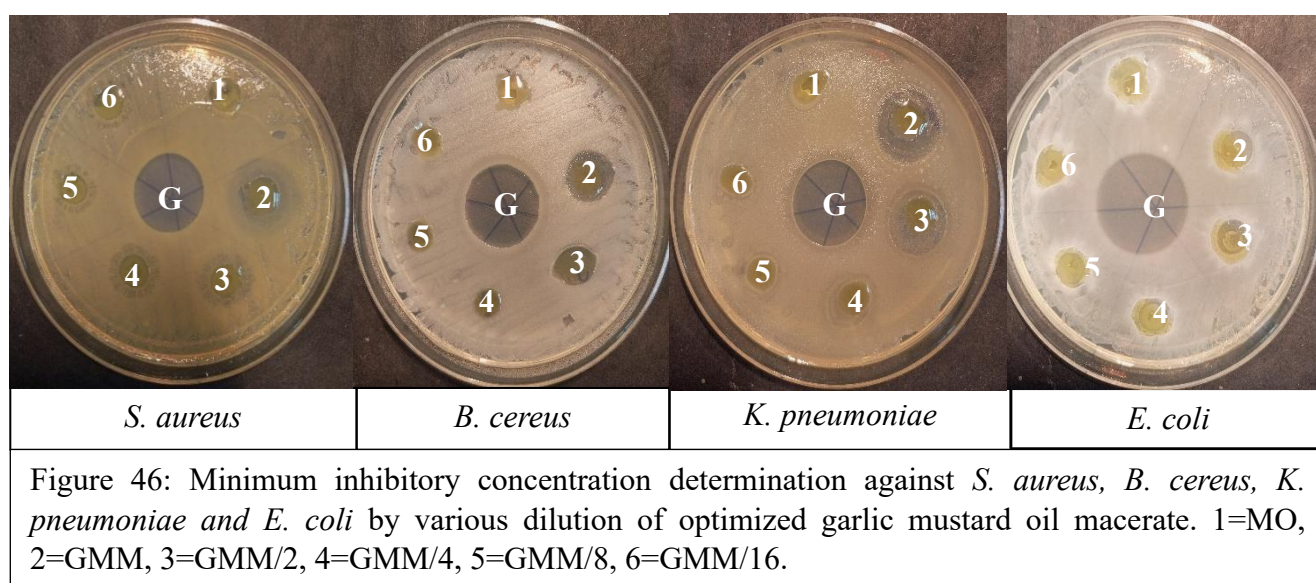 6 1 2 5 G 4 3
1 6 2 G 5 3 4
1 2 6 G 3 5 4
1 2 6 G 3 5 4
S. aureus
B. cereus
K. pneumoniae
E. coli
Figure 46: Minimum inhibitory concentration determination against S. aureus, B. cereus, K.
pneumoniae and E. coli by various dilution of optimized garlic mustard oil macerate. 1=MO,
2=GMM, 3=GMM/2, 4=GMM/4, 5=GMM/8, 6=GMM/16.